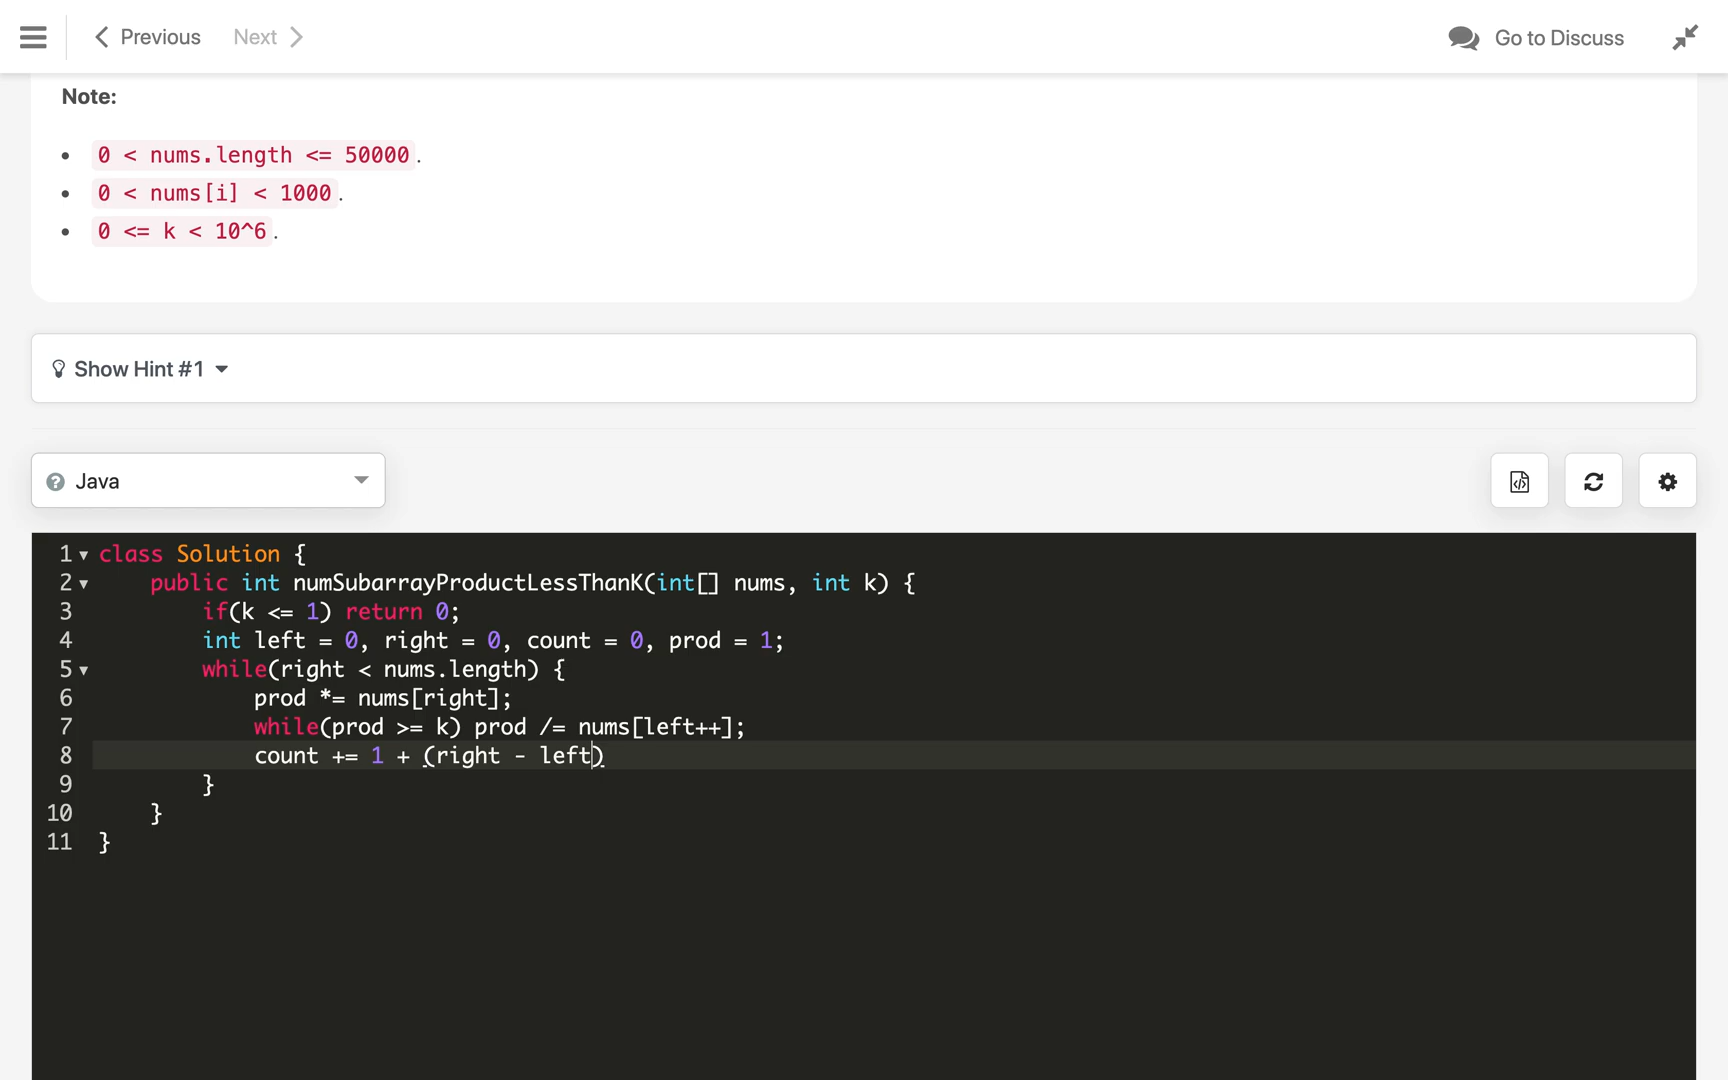 Previous Next Go to Discuss
Note:
• 0 < nums.length <= 50000.
• 0 < nums[i] < 1000.
• 0 <= k < 10^6.
Show Hint #1
Java
1 class Solution {
2 public int numSubarrayProductLessThanK(int[] nums, int k) {
3 if(k <= 1) return 0;
4 int left = 0, right = 0, count = 0, prod = 1;
5 while(right < nums.length) {
6 prod *= nums[right];
7 while(prod >= k) prod /= nums[left++];
8 count += 1 + (right - left)
9 }
10 }
11 }